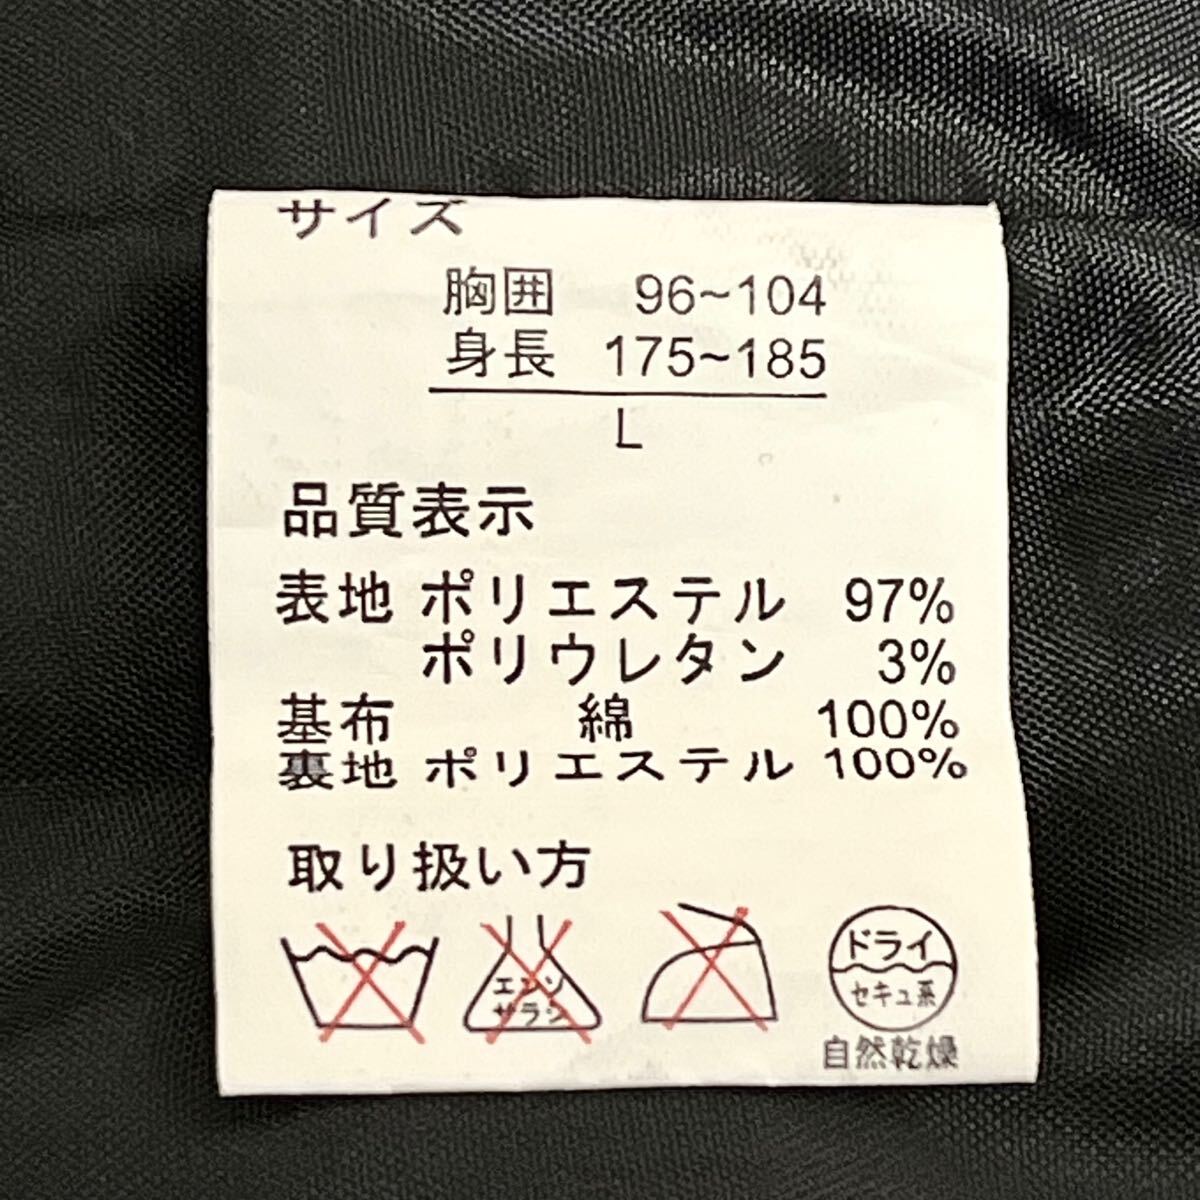 サイズ
胸囲 96~104
身長 175~185
L
品質表示
表地 ポリエステル 97%
ポリウレタン 3%
基布 綿 100%
裏地 ポリエステル 100%
取り扱い方
エンソ
サラシ
ドライ
セキュ系
自然乾燥